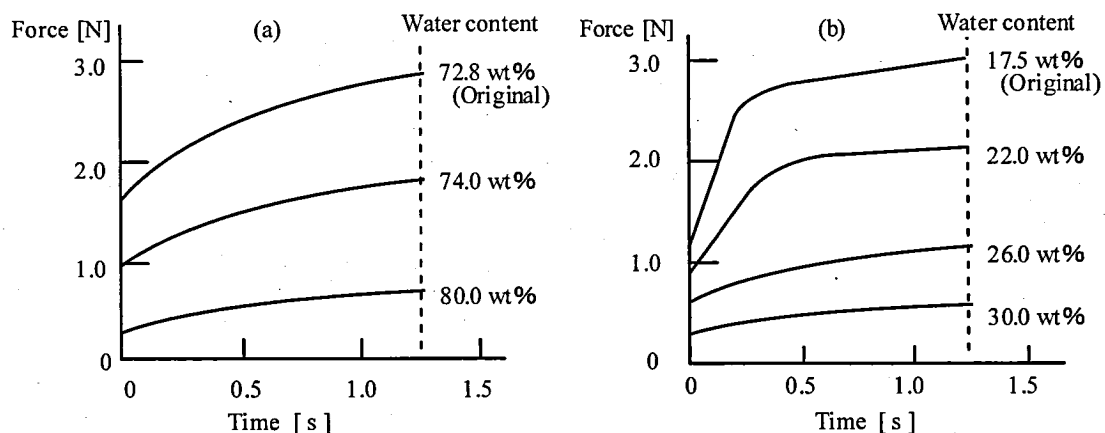 Force [N]
(a)
Water content
3.0
72.8 wt%
(Original)
2.0
74.0 wt%
1.0
80.0 wt%
0
0
0.5
1.0
1.5
Time [ s ]
Force [N]
(b)
Water content
3.0
17.5 wt%
(Original)
2.0
22.0 wt%
1.0
26.0 wt%
30.0 wt%
0
0
0.5
1.0
1.5
Time [ s ]